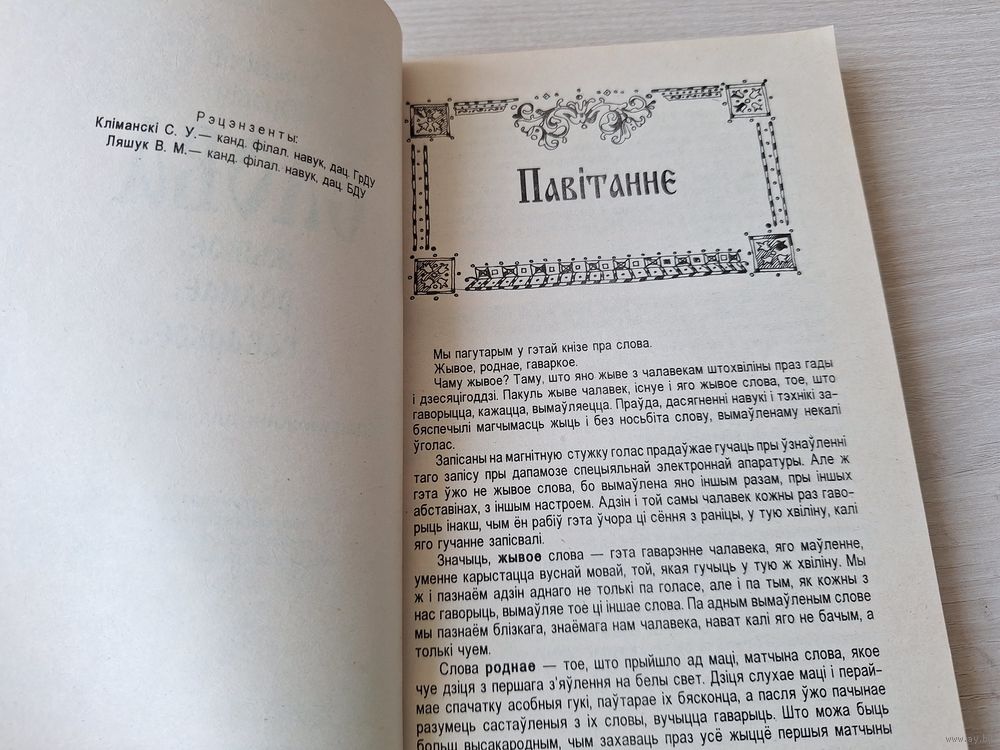 Рэцэнзенты:
Кліманскі С. У.— канд. філал. навук, дац. ГрДУ
Ляшук В. М.— канд. філал. навук, дац. БДУ
Павітанне
Мы пагутарым у гэтай кнізе пра слова.
Жывое, роднае, гаваркое.
Чаму жывое? Таму, што яно жыве з чалавекам штохвіліны праз гады
і дзесяцігоддзі. Пакуль жыве чалавек, існуе і яго жывое слова, тое, што
гаворыцца, кажацца, вымаўляецца. Праўда, дасягненні навукі і тэхнікі за-
бяспечылі магчымасць жыць і без носьбіта слову, вымаўленаму некалі
ўголас.
Запісаны на магнітную стужку голас прадаўжае гучаць пры ўзнаўленні
таго запісу пры дапамозе спецыяльнай электроннай апаратуры. Але ж
гэта ўжо не жывое слова, бо вымаўлена яно іншым разам, пры іншых
абставінах, з іншым настроем. Адзін і той самы чалавек кожны раз гаво-
рыць інакш, чым ён рабіў гэта ўчора ці сёння з раніцы, у тую хвіліну, калі
яго гучанне запісвалі.
Значыць, жывое слова — гэта гаварэнне чалавека, яго маўленне,
уменне карыстацца вуснай мовай, той, якая гучыць у тую ж хвіліну. Мы
ж і пазнаём адзін аднаго не толькі па голасе, але і па тым, як кожны з
нас гаворыць, вымаўляе тое ці іншае слова. Па адным вымаўленым слове
мы пазнаём блізкага, знаёмага нам чалавека, нават калі яго не бачым, а
толькі чуем.
Слова роднае — тое, што прыйшло ад маці, матчына слова, якое
чуе дзіця з першага з'яўлення на белы свет. Дзіця слухае маці і перай-
мае спачатку асобныя гукі, паўтарае іх бясконца, а пасля ўжо пачынае
разумець састаўленыя з іх словы, вучыцца гаварыць. Што можа быць
больш высакародным, чым захаваць праз усё жыццё першыя матчыны